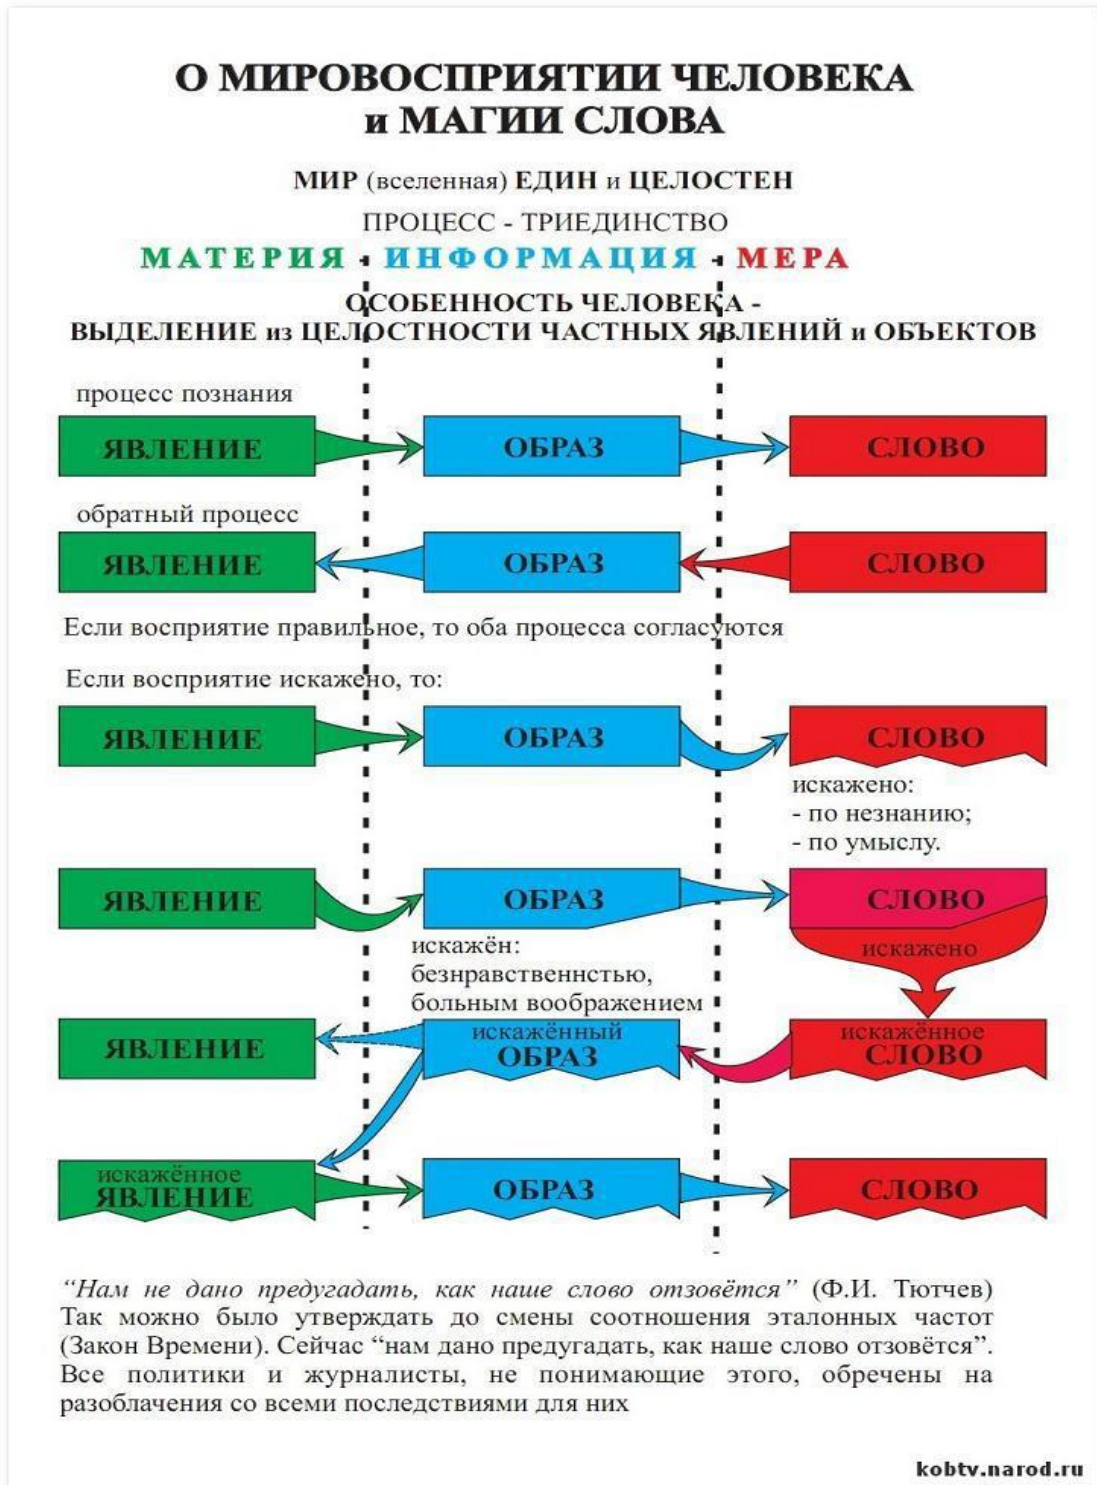 О МИРОВОСПРИЯТИИ ЧЕЛОВЕКА
и МАГИИ СЛОВА
МИР (вселенная) ЕДИН и ЦЕЛОСТЕН
ПРОЦЕСС - ТРИЕДИНСТВО
МАТЕРИЯ - ИНФОРМАЦИЯ - МЕРА
ОСОБЕННОСТЬ ЧЕЛОВЕКА -
ВЫДЕЛЕНИЕ из ЦЕЛОСТНОСТИ ЧАСТНЫХ ЯВЛЕНИЙ и ОБЪЕКТОВ
процесс познания
ЯВЛЕНИЕ ОБРАЗ СЛОВО
обратный процесс
ЯВЛЕНИЕ ОБРАЗ СЛОВО
Если восприятие правильное, то оба процесса согласуются
Если восприятие искажено, то:
ЯВЛЕНИЕ ОБРАЗ СЛОВО
искажено:
- по незнанию;
- по умыслу.
ЯВЛЕНИЕ ОБРАЗ СЛОВО
искажён:
безнравственнстью,
больным воображением
искажено
ЯВЛЕНИЕ
искажённый
ОБРАЗ
искажённое
СЛОВО
искажённое
ЯВЛЕНИЕ
ОБРАЗ
СЛОВО
“Нам не дано предугадать, как наше слово отзовётся” (Ф.И. Тютчев)
Так можно было утверждать до смены соотношения эталонных частот
(Закон Времени). Сейчас “нам дано предугадать, как наше слово отзовётся”.
Все политики и журналисты, не понимающие этого, обречены на
разоблачения со всеми последствиями для них
kobtv.narod.ru